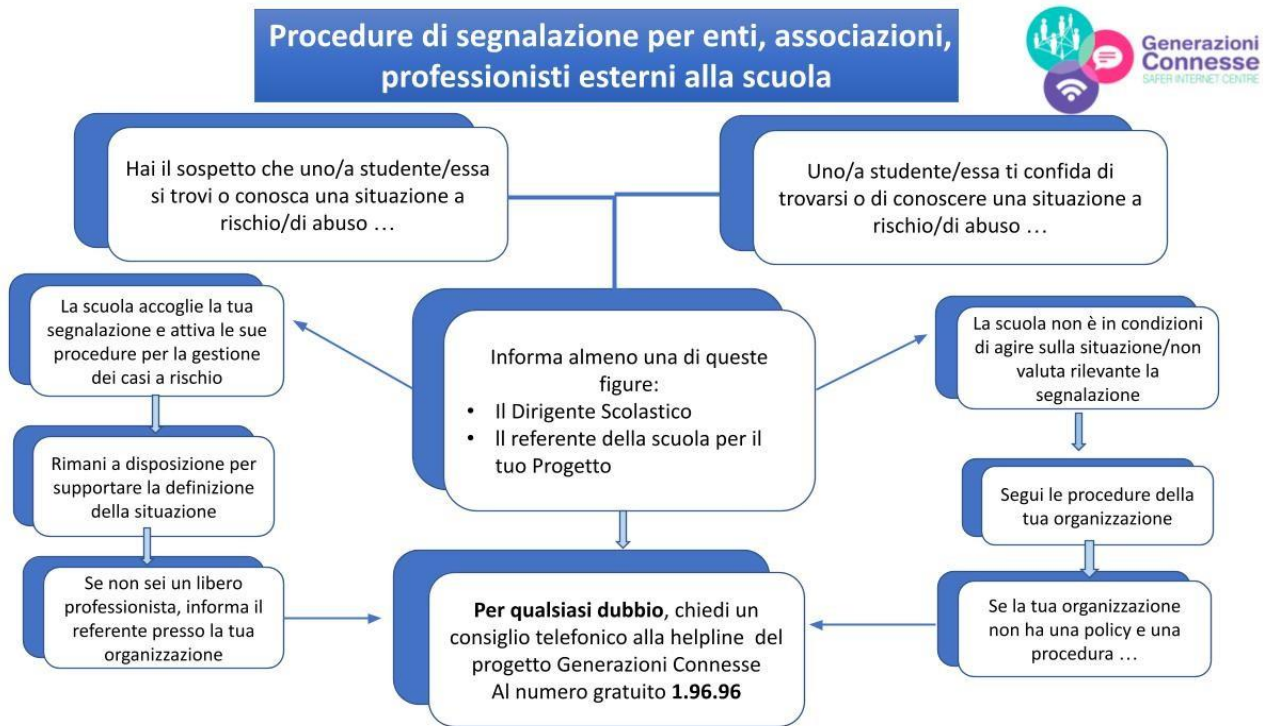 Procedure di segnalazione per enti, associazioni,
professionisti esterni alla scuola
Generazioni
Connesse
SAFER INTERNET CENTRE
Hai il sospetto che uno/a studente/essa
si trovi o conosca una situazione a
rischio/di abuso …
Uno/a studente/essa ti confida di
trovarsi o di conoscere una situazione a
rischio/di abuso …
La scuola accoglie la tua
segnalazione e attiva le sue
procedure per la gestione
dei casi a rischio
Informa almeno una di queste
figure:
• Il Dirigente Scolastico
• Il referente della scuola per il
tuo Progetto
La scuola non è in condizioni
di agire sulla situazione/non
valuta rilevante la
segnalazione
Rimani a disposizione per
supportare la definizione
della situazione
Segui le procedure della
tua organizzazione
Se non sei un libero
professionista, informa il
referente presso la tua
organizzazione
Per qualsiasi dubbio, chiedi un
consiglio telefonico alla helpline del
progetto Generazioni Connesse
Al numero gratuito 1.96.96
Se la tua organizzazione
non ha una policy e una
procedura …